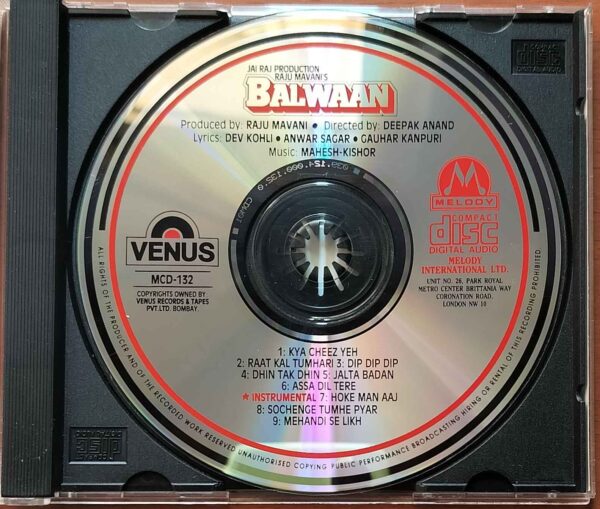 JAI RAJ PRODUCTION
RAJU MAVANI'S
BALWAAN
Produced by: RAJU MAVANI • Directed by: DEEPAK ANAND
Lyrics: DEV KOHLI • ANWAR SAGAR • GAUHAR KANPURI
Music: MAHESH-KISHOR
VENUS
MCD-132
COPYRIGHTS OWNED BY
VENUS RECORDS & TAPES
PVT. LTD. BOMBAY
MELODY
COMPACT
disc
DIGITAL AUDIO
MELODY
INTERNATIONAL LTD.
UNIT NO. 26, PARK ROYAL
METRO CENTER BRITTANIA WAY
CORONATION ROAD.
LONDON NW 10
1: KYA CHEEZ YEH
2: RAAT KAL TUMHARI 3: DIP DIP DIP
4: DHIN TAK DHIN 5: JALTA BADAN
6: ASSA DIL TERE
* INSTRUMENTAL 7: HOKE MAN AAJ
8: SOCHENGE TUMHE PYAR
9: MEHANDI SE LIKH
ALL RIGHTS OF THE PRODUCER AND OF THE RECORDED WORK RESERVED UNAUTHORISED COPYING PUBLIC PERFORMANCE BROADCASTING HIRING OR RENTAL OF THIS RECORDING PROHIBITED
COMPACT
disc
DIGITAL AUDIO